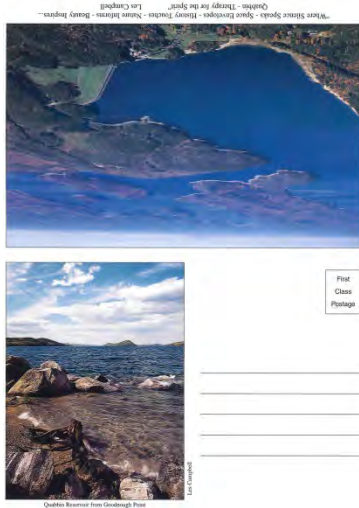 "Where Silence Speaks - Space Envelopes - History Touches - Nature Informs - Beauty Inspires...
Quabbin - Therapy for the Spirit" Les Campbell
First
Class
Postage
Les Campbell
Quabbin Reservoir from Goodnough Point